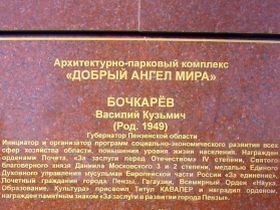 Архитектурно-парковый комплекс
«ДОБРЫЙ АНГЕЛ МИРА»
БОЧКАРЁВ
Василий Кузьмич
(Род. 1949)
Губернатор Пензенской области
Инициатор и организатор программ социально-экономического развития всех
сфер хозяйства области, повышения уровня жизни населения. Награжден
орденами Почета, «За заслуги перед Отечеством» IV степени, Святого
благоверного князя Даниила Московского 3 и 2 степени, медалью Единого
Духовного управления мусульман Европейской части России «За единение».
Почетный гражданин города Пензы, Гагаузии, Всемирный Орден «Наука,
Образование, Культура» присвоил Титул КАВАЛЕР и наградил орденом,
награжден памятным знаком «За заслуги в развитии города Пензы».